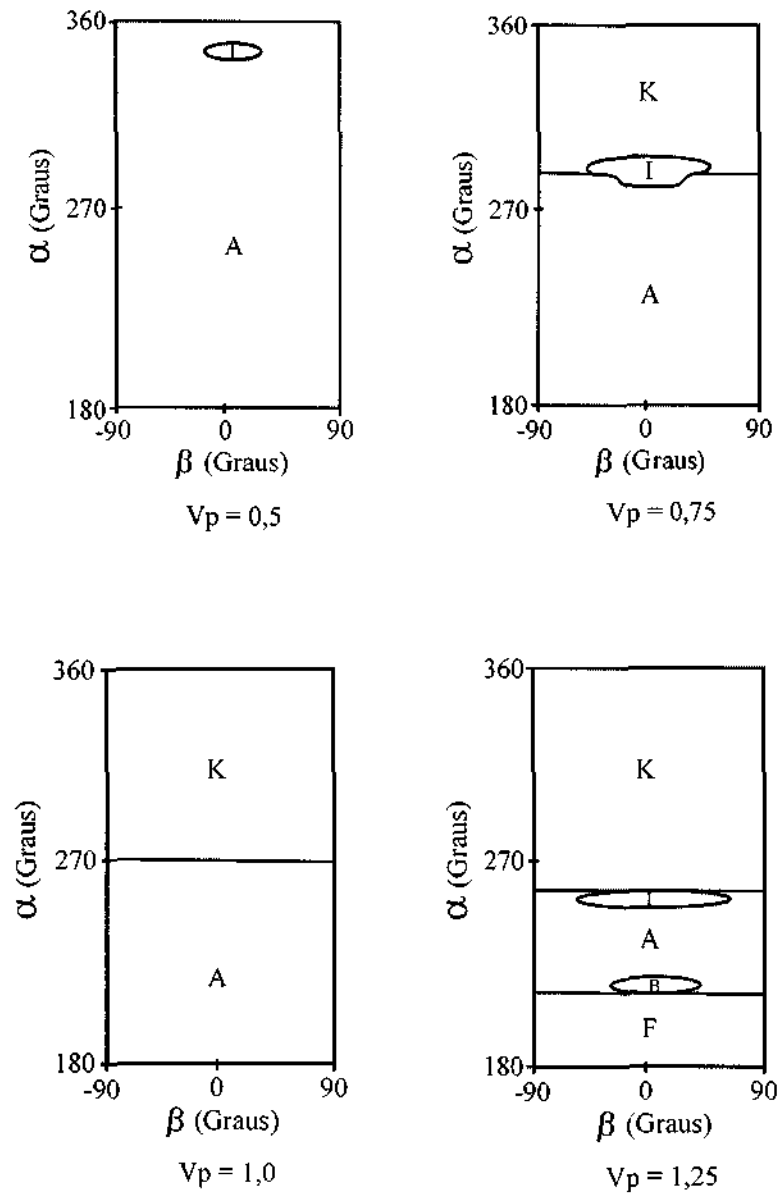 360
I
α (Graus)
270
A
180
-90
0
90
β (Graus)
Vp = 0,5
360
K
I
α (Graus)
270
A
180
-90
0
90
β (Graus)
Vp = 0,75
360
K
α (Graus)
270
A
180
-90
0
90
β (Graus)
Vp = 1,0
360
K
α (Graus)
270
I
A
B
F
180
-90
0
90
β (Graus)
Vp = 1,25